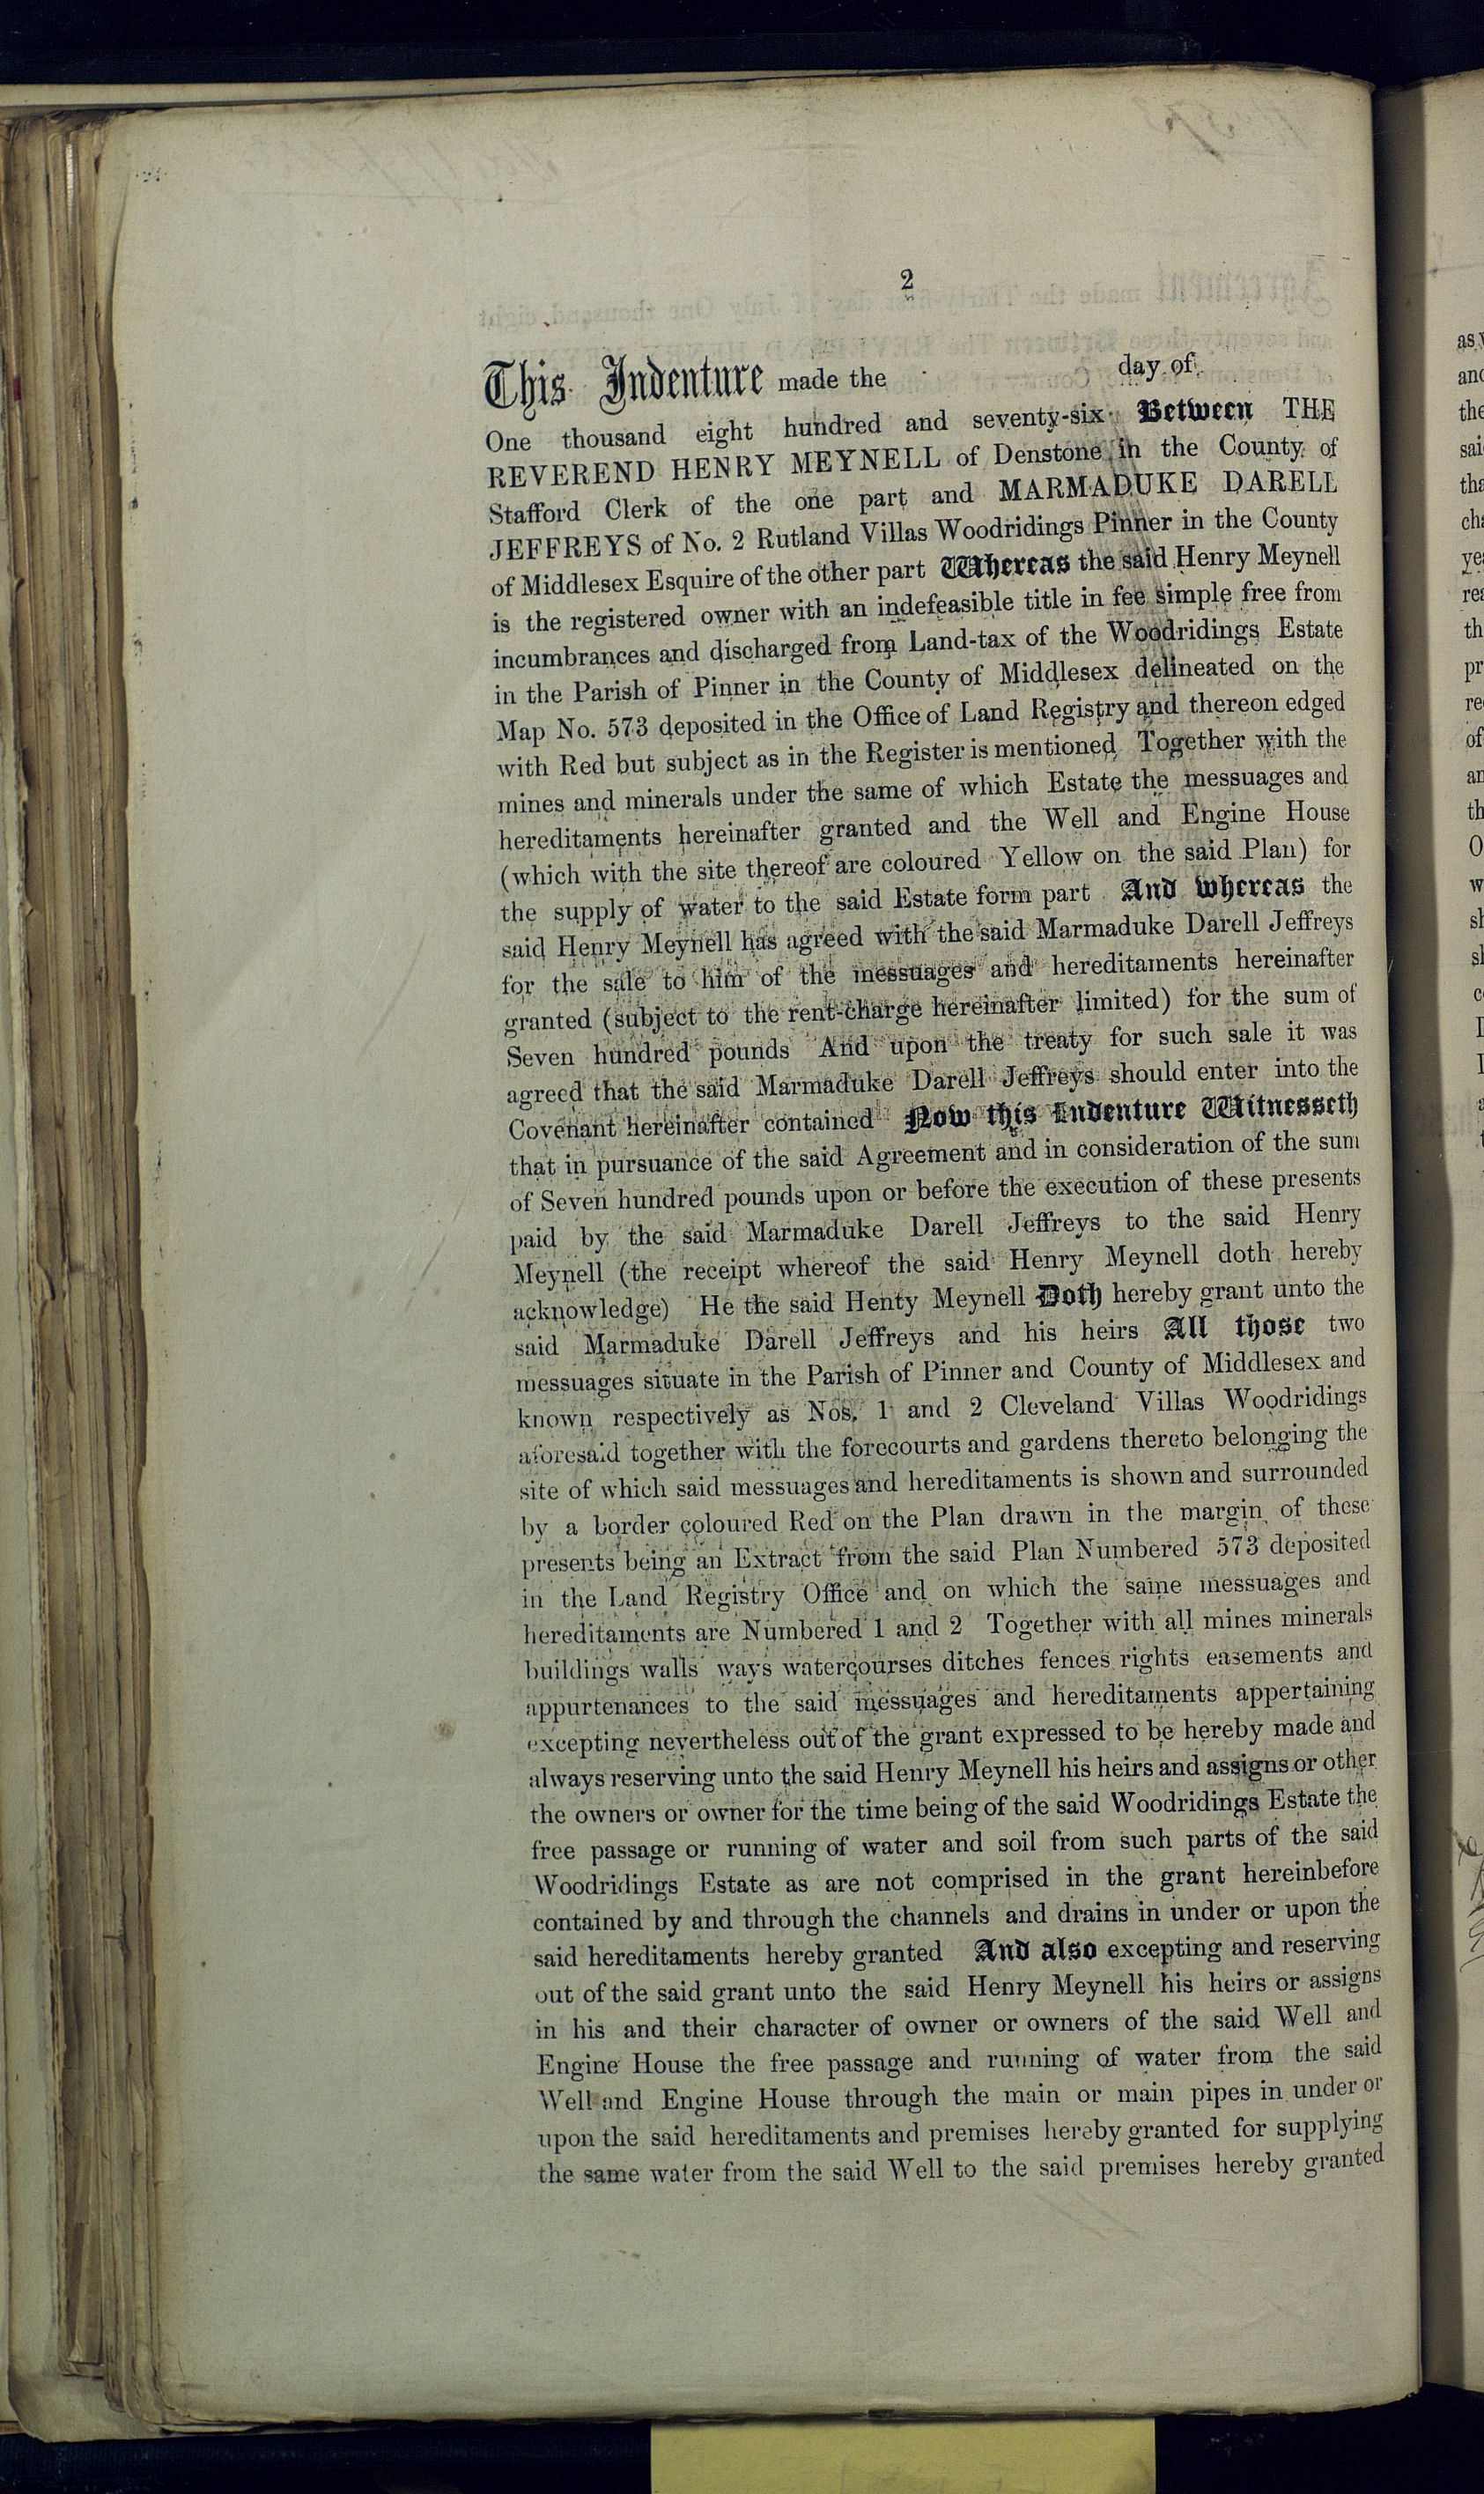 2
This Indenture made the day of
One thousand eight hundred and seventy-six Between THE
REVEREND HENRY MEYNELL of Denstone in the County of
Stafford Clerk of the one part and MARMADUKE DARELL
JEFFREYS of No. 2 Rutland Villas Woodridings Pinner in the County
of Middlesex Esquire of the other part Whereas the said Henry Meynell
is the registered owner with an indefeasible title in fee simple free from
incumbrances and discharged from Land-tax of the Woodridings Estate
in the Parish of Pinner in the County of Middlesex delineated on the
Map No. 573 deposited in the Office of Land Registry and thereon edged
with Red but subject as in the Register is mentioned Together with the
mines and minerals under the same of which Estate the messuages and
hereditaments hereinafter granted and the Well and Engine House
(which with the site thereof are coloured Yellow on the said Plan) for
the supply of water to the said Estate form part And whereas the
said Henry Meynell has agreed with the said Marmaduke Darell Jeffreys
for the sale to him of the messuages and hereditaments hereinafter
granted (subject to the rent-charge hereinafter limited) for the sum of
Seven hundred pounds And upon the treaty for such sale it was
agreed that the said Marmaduke Darell Jeffreys should enter into the
Covenant hereinafter contained Now this Indenture Witnesseth
that in pursuance of the said Agreement and in consideration of the sum
of Seven hundred pounds upon or before the execution of these presents
paid by the said Marmaduke Darell Jeffreys to the said Henry
Meynell (the receipt whereof the said Henry Meynell doth hereby
acknowledge) He the said Henty Meynell Doth hereby grant unto the
said Marmaduke Darell Jeffreys and his heirs All those two
messuages situate in the Parish of Pinner and County of Middlesex and
known respectively as Nos. 1 and 2 Cleveland Villas Woodridings
aforesaid together with the forecourts and gardens thereto belonging the
site of which said messuages and hereditaments is shown and surrounded
by a border coloured Red on the Plan drawn in the margin of these
presents being an Extract from the said Plan Numbered 573 deposited
in the Land Registry Office and on which the same messuages and
hereditaments are Numbered 1 and 2 Together with all mines minerals
buildings walls ways watercourses ditches fences rights easements and
appurtenances to the said messuages and hereditaments appertaining
excepting nevertheless out of the grant expressed to be hereby made and
always reserving unto the said Henry Meynell his heirs and assigns or other
the owners or owner for the time being of the said Woodridings Estate the
free passage or running of water and soil from such parts of the said
Woodridings Estate as are not comprised in the grant hereinbefore
contained by and through the channels and drains in under or upon the
said hereditaments hereby granted And also excepting and reserving
out of the said grant unto the said Henry Meynell his heirs or assigns
in his and their character of owner or owners of the said Well and
Engine House the free passage and running of water from the said
Well and Engine House through the main or main pipes in under or
upon the said hereditaments and premises hereby granted for supplying
the same water from the said Well to the said premises hereby granted